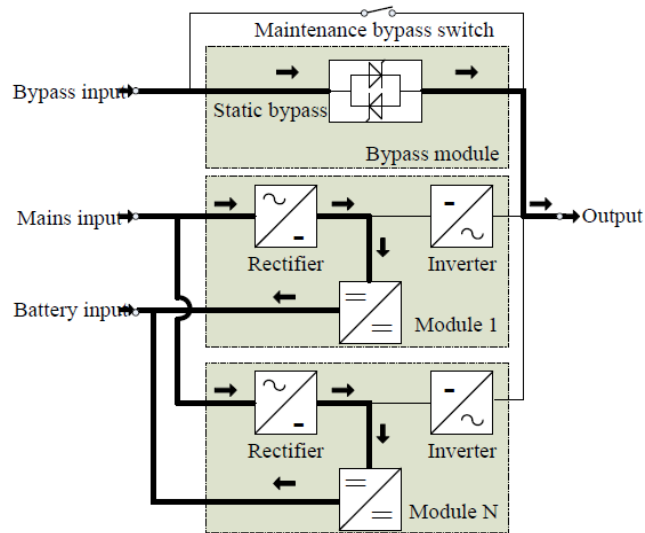 Maintenance bypass switch
Bypass input
Static bypass
Bypass module
Mains input
Output
Rectifier
Inverter
Battery input
Module 1
Rectifier
Inverter
Module N